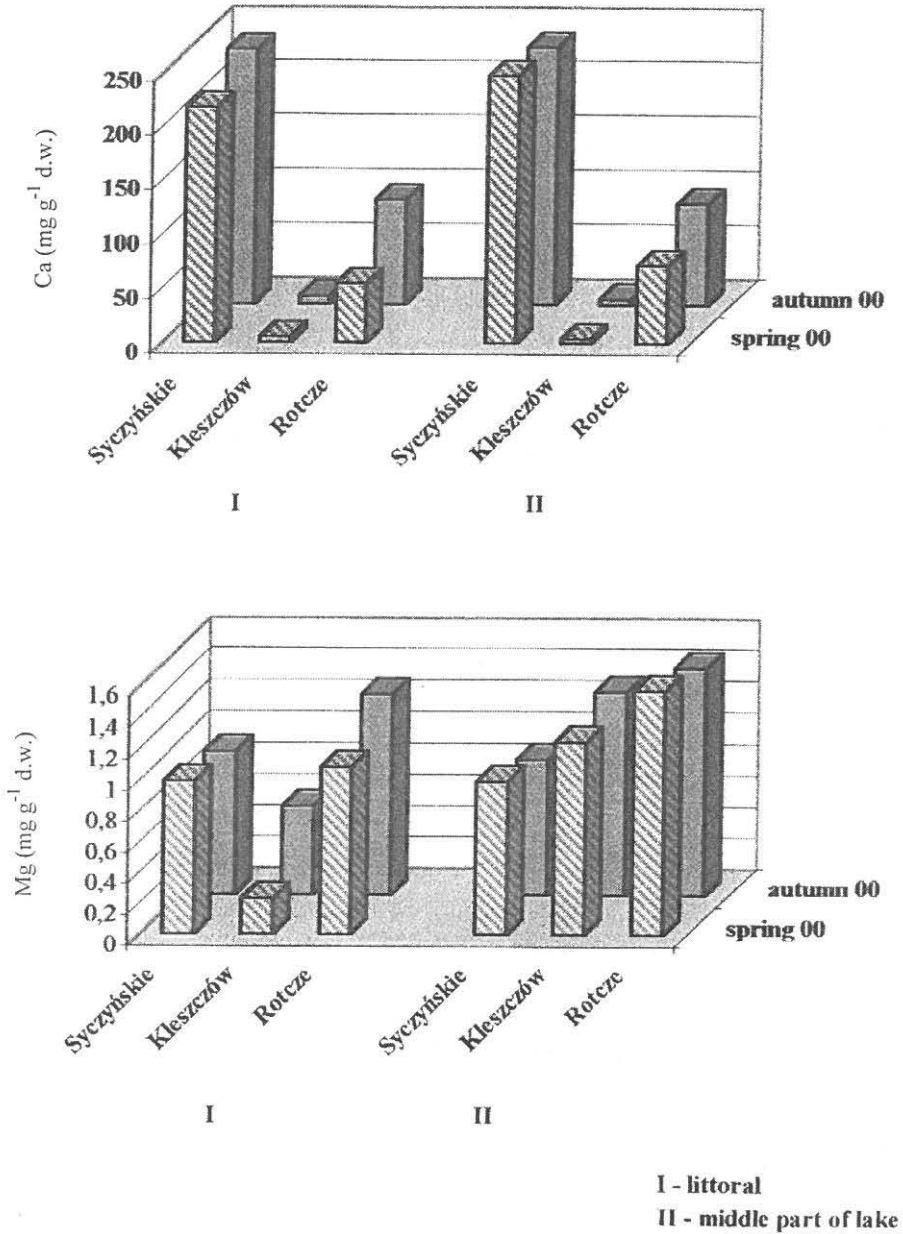 250
200
150
100
50
0
Ca (mg g⁻¹ d.w.)
autumn 00
spring 00
Syczyńskie
Kleszczów
Rotcze
Syczyńskie
Kleszczów
Rotcze
I
II
1,6
1,4
1,2
1
0,8
0,6
0,4
0,2
0
Mg (mg g⁻¹ d.w.)
autumn 00
spring 00
Syczyńskie
Kleszczów
Rotcze
Syczyńskie
Kleszczów
Rotcze
I
II
I - littoral
II - middle part of lake